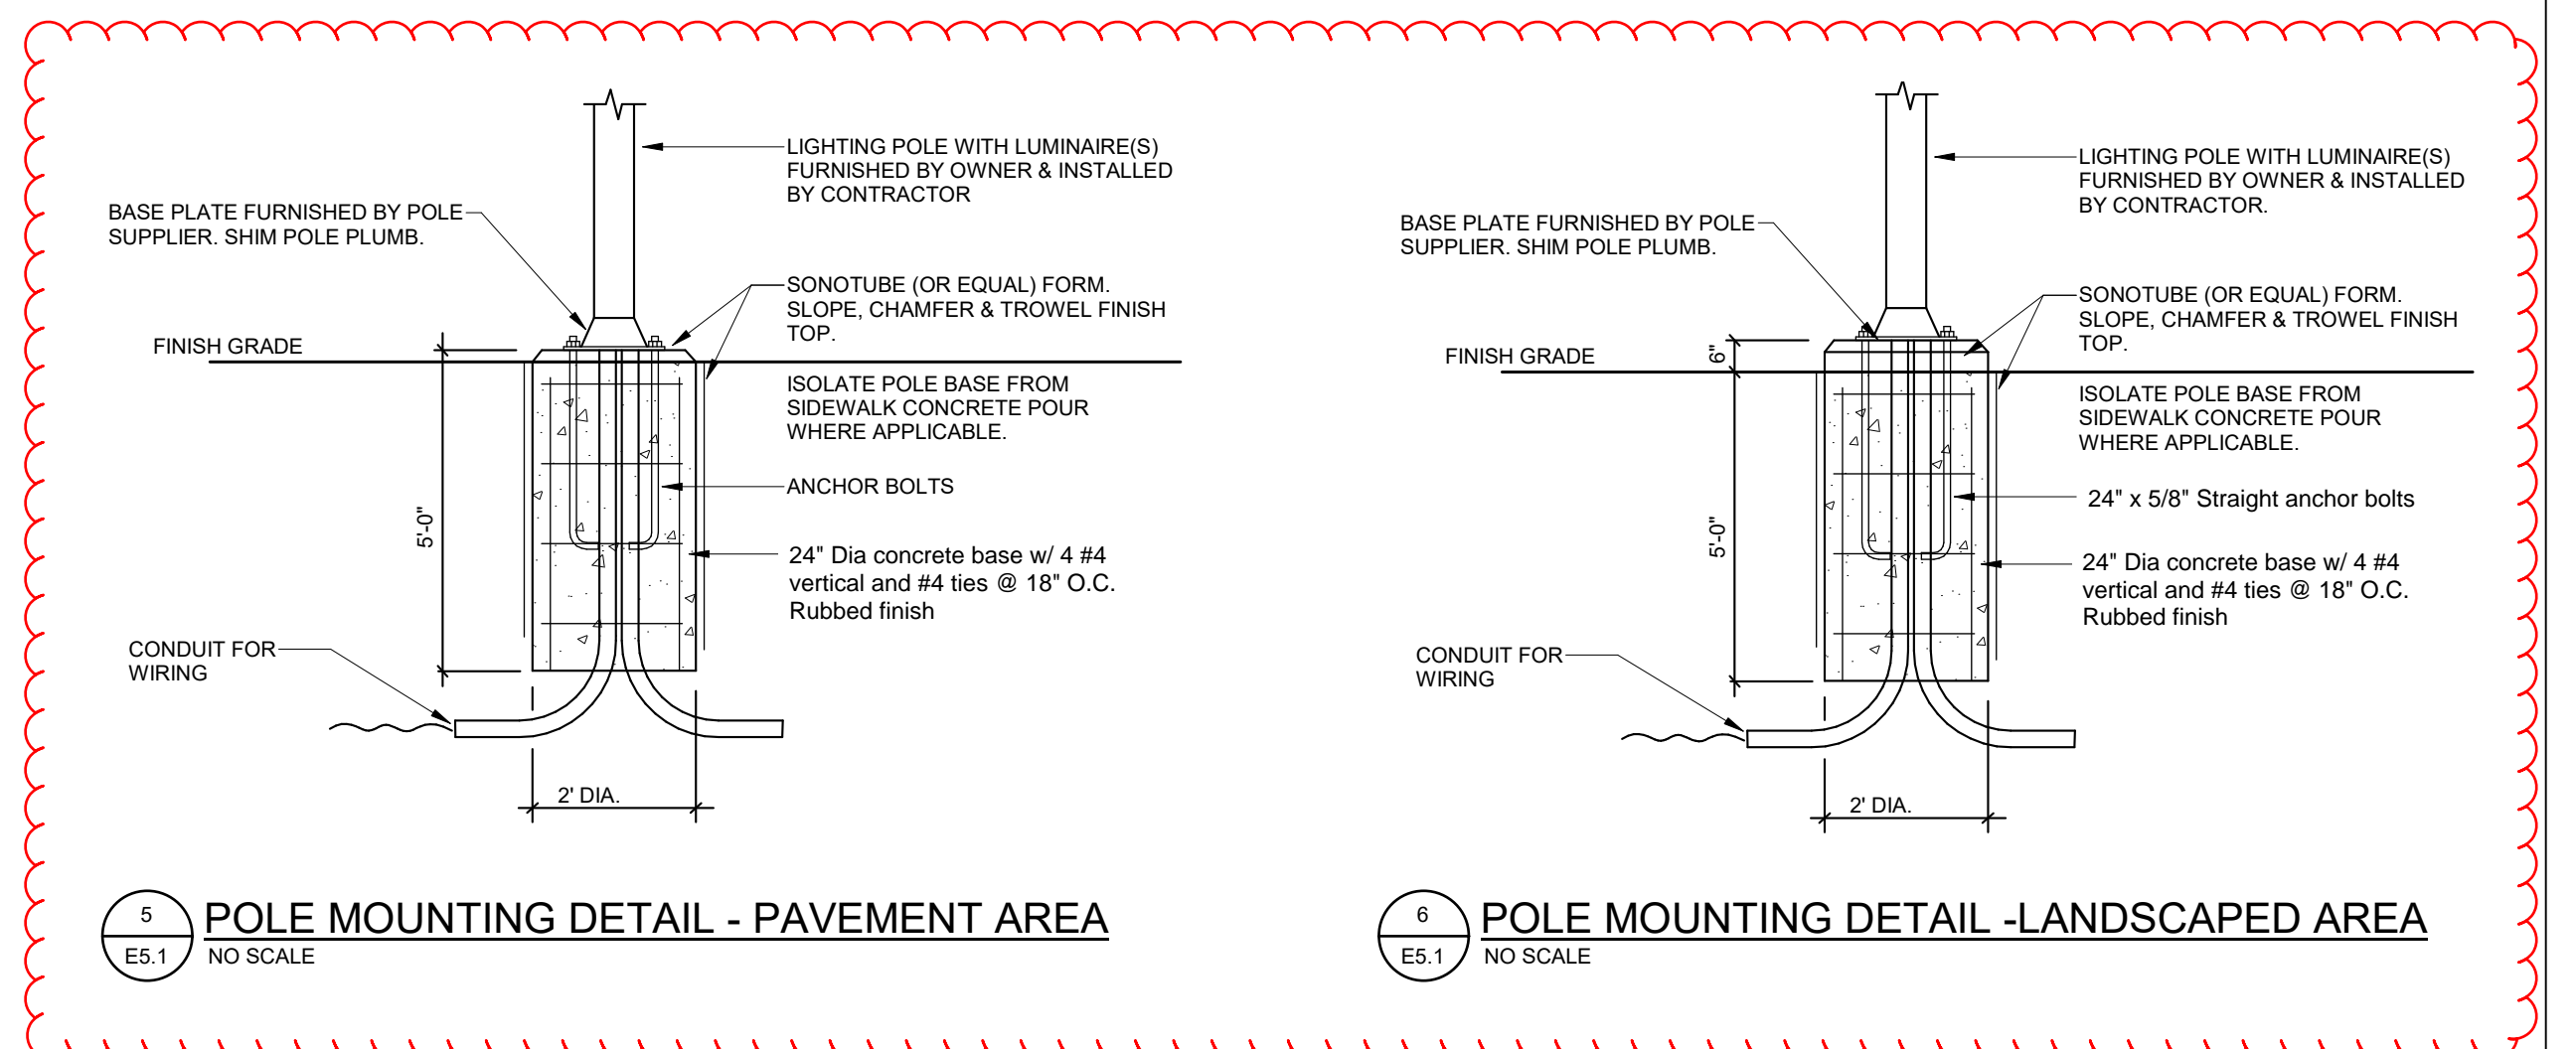 LIGHTING POLE WITH LUMINAIRE(S)
FURNISHED BY OWNER & INSTALLED
BY CONTRACTOR
BASE PLATE FURNISHED BY POLE
SUPPLIER. SHIM POLE PLUMB.
SONOTUBE (OR EQUAL) FORM.
SLOPE, CHAMFER & TROWEL FINISH
TOP.
FINISH GRADE
ISOLATE POLE BASE FROM
SIDEWALK CONCRETE POUR
WHERE APPLICABLE.
ANCHOR BOLTS
5'-0"
24" Dia concrete base w/ 4 #4
vertical and #4 ties @ 18" O.C.
Rubbed finish
CONDUIT FOR
WIRING
2' DIA.
5
E5.1
POLE MOUNTING DETAIL - PAVEMENT AREA
NO SCALE
LIGHTING POLE WITH LUMINAIRE(S)
FURNISHED BY OWNER & INSTALLED
BY CONTRACTOR.
BASE PLATE FURNISHED BY POLE
SUPPLIER. SHIM POLE PLUMB.
SONOTUBE (OR EQUAL) FORM.
SLOPE, CHAMFER & TROWEL FINISH
TOP.
FINISH GRADE
6"
ISOLATE POLE BASE FROM
SIDEWALK CONCRETE POUR
WHERE APPLICABLE.
24" x 5/8" Straight anchor bolts
5'-0"
24" Dia concrete base w/ 4 #4
vertical and #4 ties @ 18" O.C.
Rubbed finish
CONDUIT FOR
WIRING
2' DIA.
6
E5.1
POLE MOUNTING DETAIL -LANDSCAPED AREA
NO SCALE